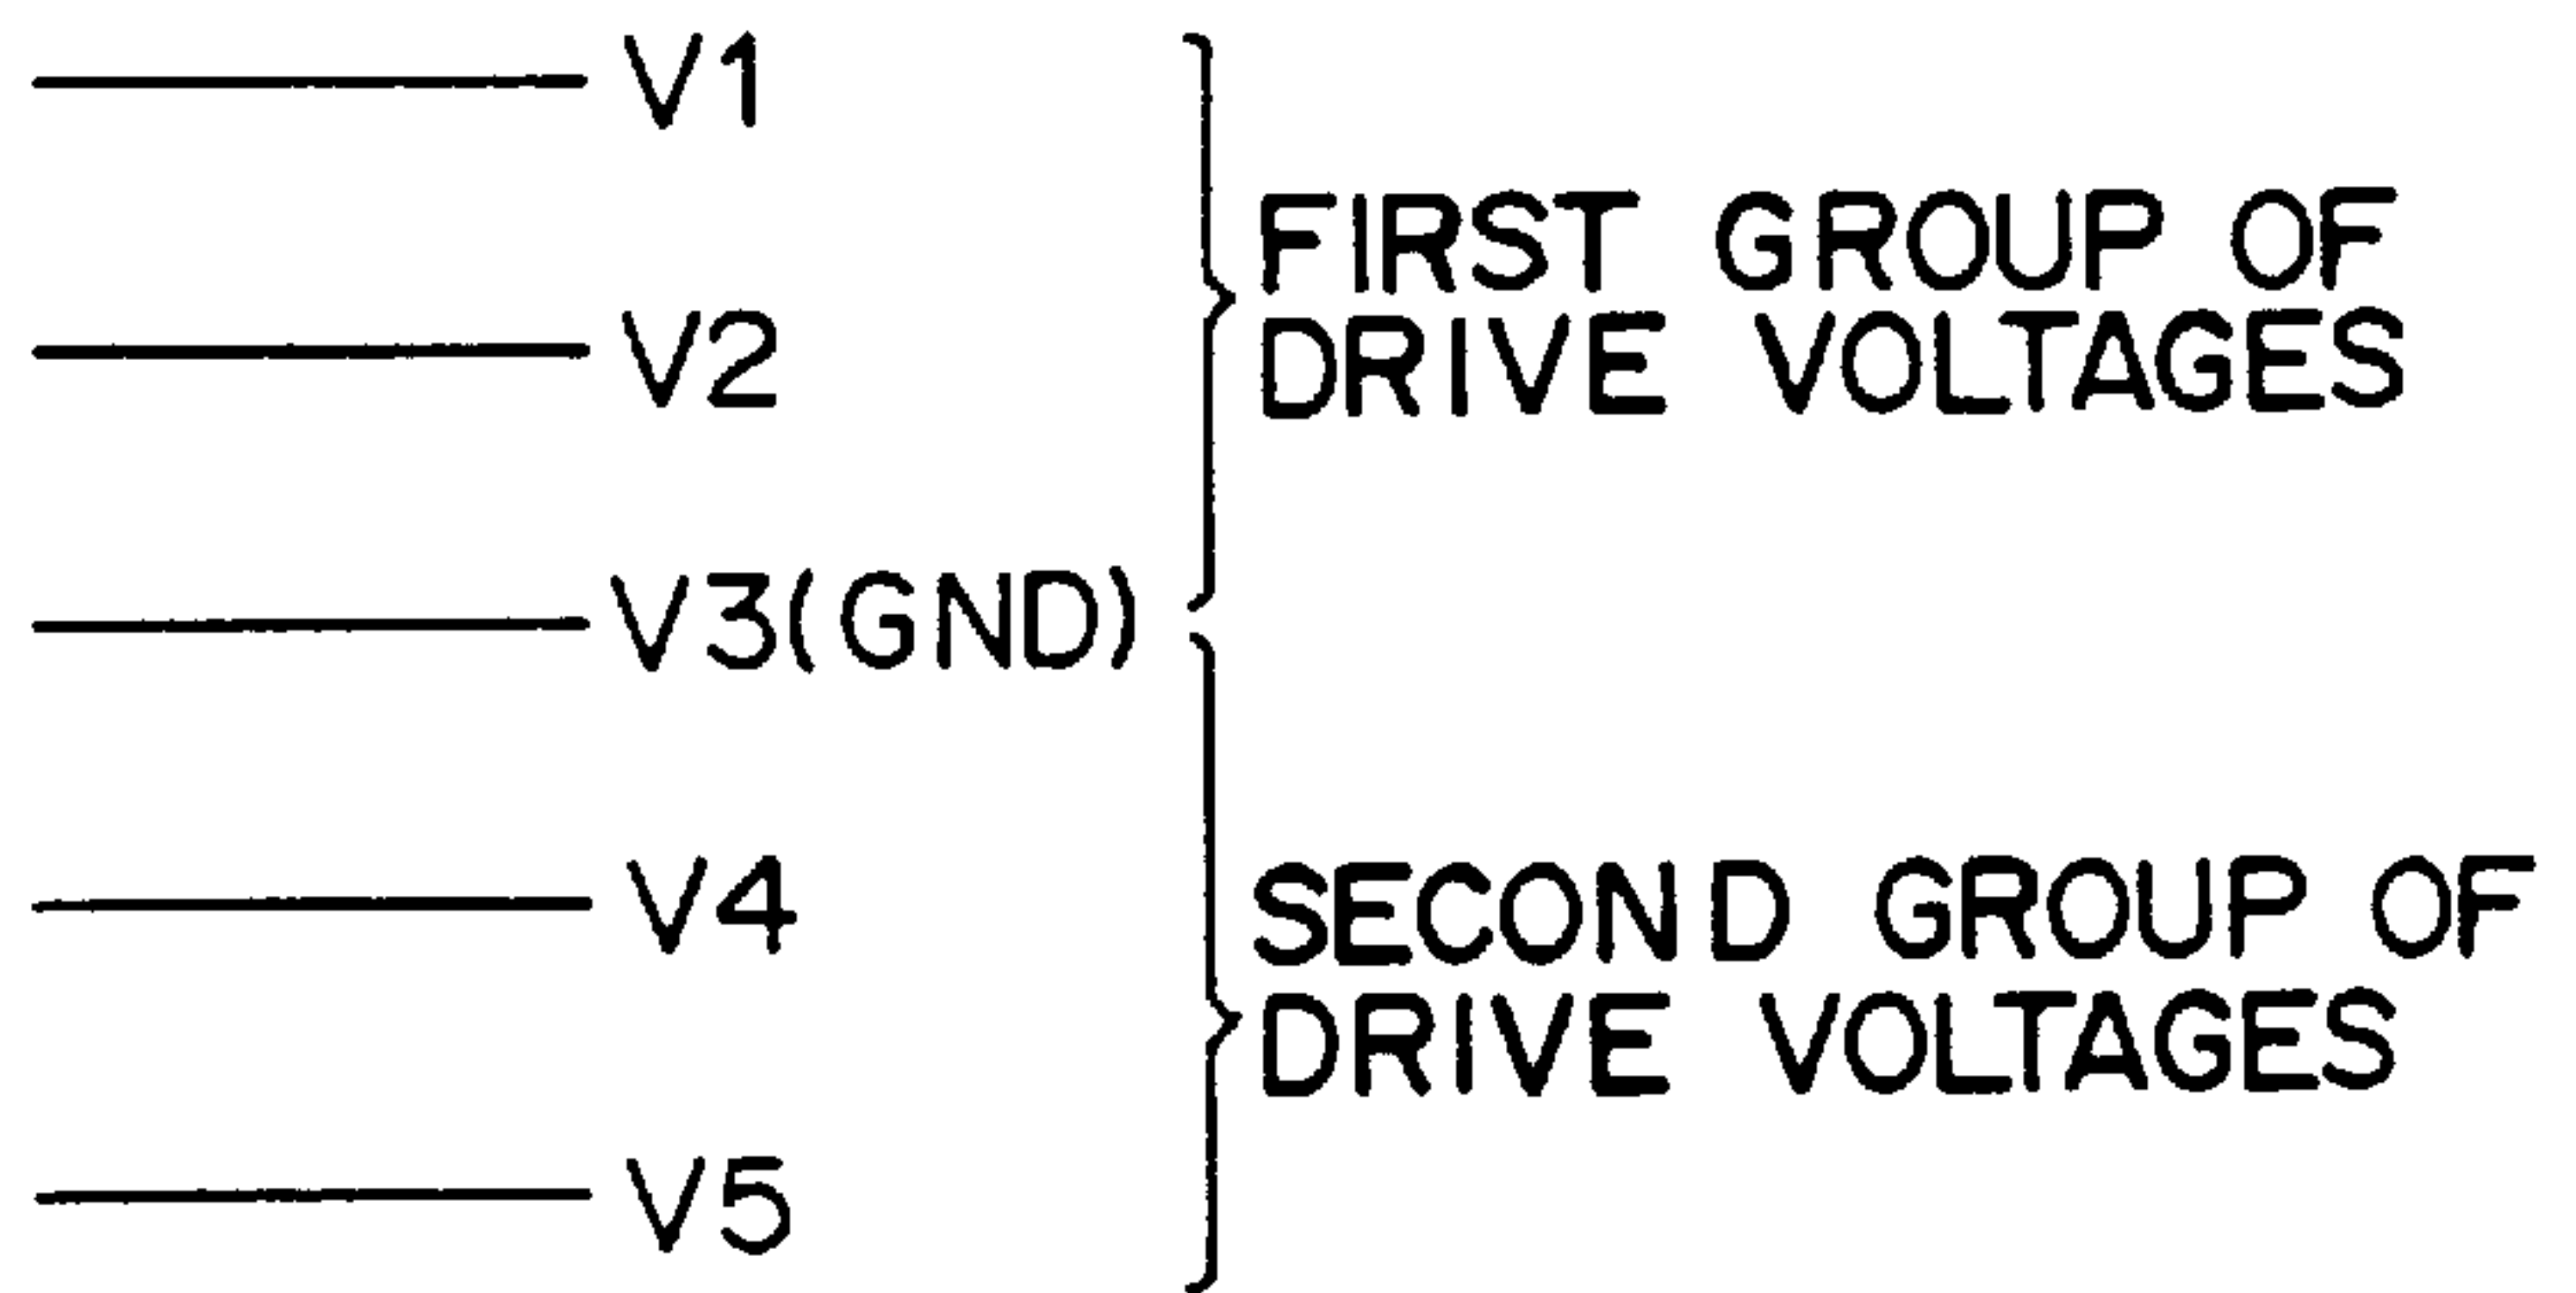 V1
FIRST GROUP OF
V2
DRIVE VOLTAGES
V3(GND)
V4
SECOND GROUP OF
DRIVE VOLTAGES
V5